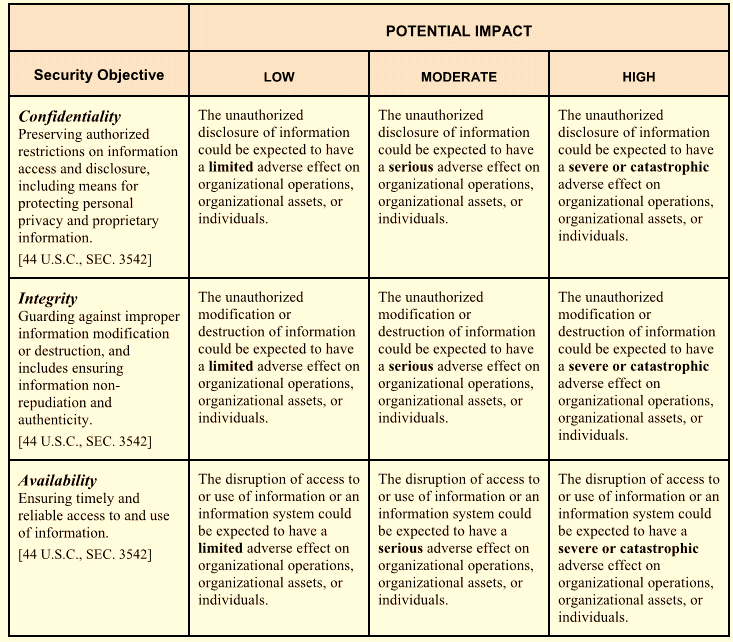 POTENTIAL IMPACT
Security Objective
LOW
MODERATE
HIGH
Confidentiality
Preserving authorized
restrictions on information
access and disclosure,
including means for
protecting personal
privacy and proprietary
information.
[44 U.S.C., SEC. 3542]
The unauthorized
disclosure of information
could be expected to have
a limited adverse effect on
organizational operations,
organizational assets, or
individuals.
The unauthorized
disclosure of information
could be expected to have
a serious adverse effect on
organizational operations,
organizational assets, or
individuals.
The unauthorized
disclosure of information
could be expected to have
a severe or catastrophic
adverse effect on
organizational operations,
organizational assets, or
individuals.
Integrity
Guarding against improper
information modification
or destruction, and
includes ensuring
information non-
repudiation and
authenticity.
[44 U.S.C., SEC. 3542]
The unauthorized
modification or
destruction of information
could be expected to have
a limited adverse effect on
organizational operations,
organizational assets, or
individuals.
The unauthorized
modification or
destruction of information
could be expected to have
a serious adverse effect on
organizational operations,
organizational assets, or
individuals.
The unauthorized
modification or
destruction of information
could be expected to have
a severe or catastrophic
adverse effect on
organizational operations,
organizational assets, or
individuals.
Availability
Ensuring timely and
reliable access to and use
of information.
[44 U.S.C., SEC. 3542]
The disruption of access to
or use of information or an
information system could
be expected to have a
limited adverse effect on
organizational operations,
organizational assets, or
individuals.
The disruption of access to
or use of information or an
information system could
be expected to have a
serious adverse effect on
organizational operations,
organizational assets, or
individuals.
The disruption of access to
or use of information or an
information system could
be expected to have a
severe or catastrophic
adverse effect on
organizational operations,
organizational assets, or
individuals.